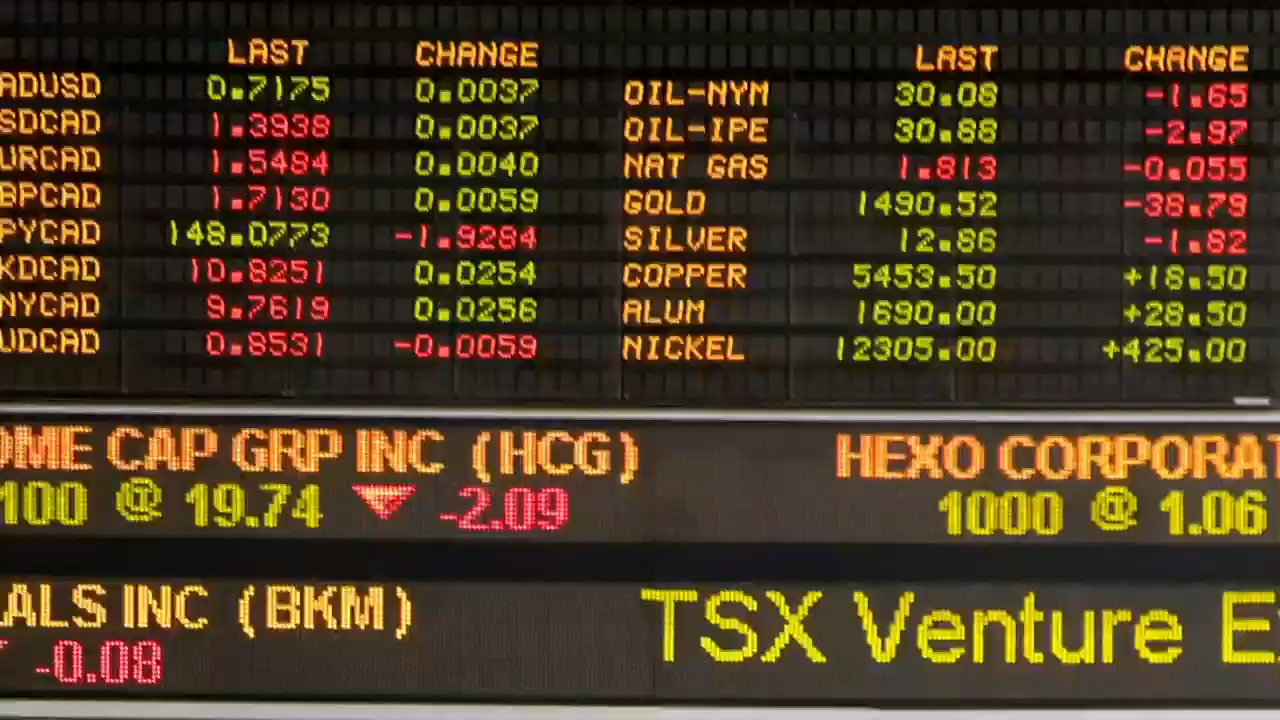 LAST CHANGE LAST CHANGE
ADUSD 0.7175 0.0037 OIL-NYM 30.08 -1.65
SDCAD 1.3938 0.0037 OIL-IPE 30.88 -2.97
URCAD 1.5484 0.0040 NAT GAS 1.813 -0.055
BPCAD 1.7130 0.0059 GOLD 1490.52 -38.79
PYCAD 148.0773 -1.9284 SILVER 12.86 -1.82
KDCAD 10.8251 0.0254 COPPER 5453.50 +18.50
NYCAD 9.7619 0.0256 ALUM 1690.00 +28.50
UDCAD 0.8531 -0.0059 NICKEL 12305.00 +425.00
OME CAP GRP INC (HCG) HEXO CORPORAT
100 @ 19.74 ▼ -2.09 1000 @ 1.06
ALS INC (BKM) TSX Venture E
-0.08